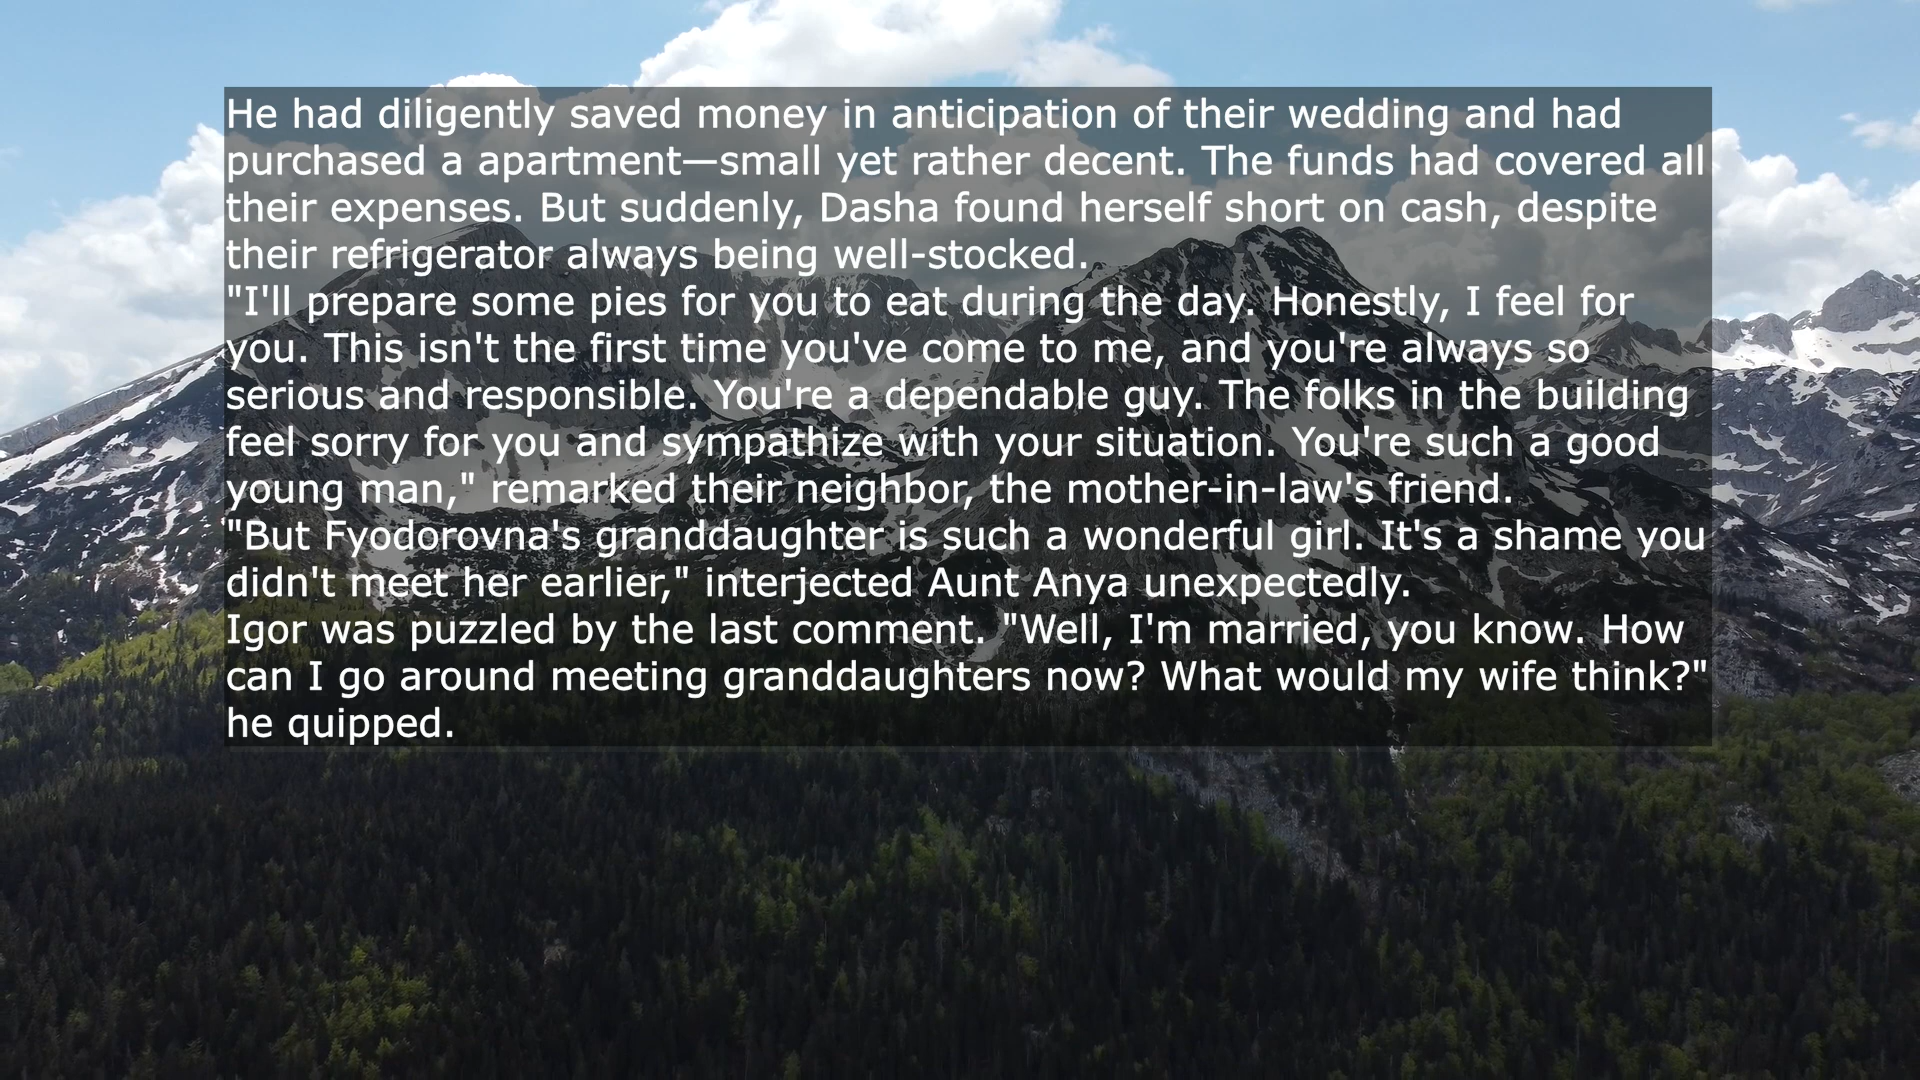 He had diligently saved money in anticipation of their wedding and had
purchased a apartment—small yet rather decent. The funds had covered all
their expenses. But suddenly, Dasha found herself short on cash, despite
their refrigerator always being well-stocked.
"I'll prepare some pies for you to eat during the day. Honestly, I feel for
you. This isn't the first time you've come to me, and you're always so
serious and responsible. You're a dependable guy. The folks in the building
feel sorry for you and sympathize with your situation. You're such a good
young man," remarked their neighbor, the mother-in-law's friend.
"But Fyodorovna's granddaughter is such a wonderful girl. It's a shame you
didn't meet her earlier," interjected Aunt Anya unexpectedly.
Igor was puzzled by the last comment. "Well, I'm married, you know. How
can I go around meeting granddaughters now? What would my wife think?"
he quipped.